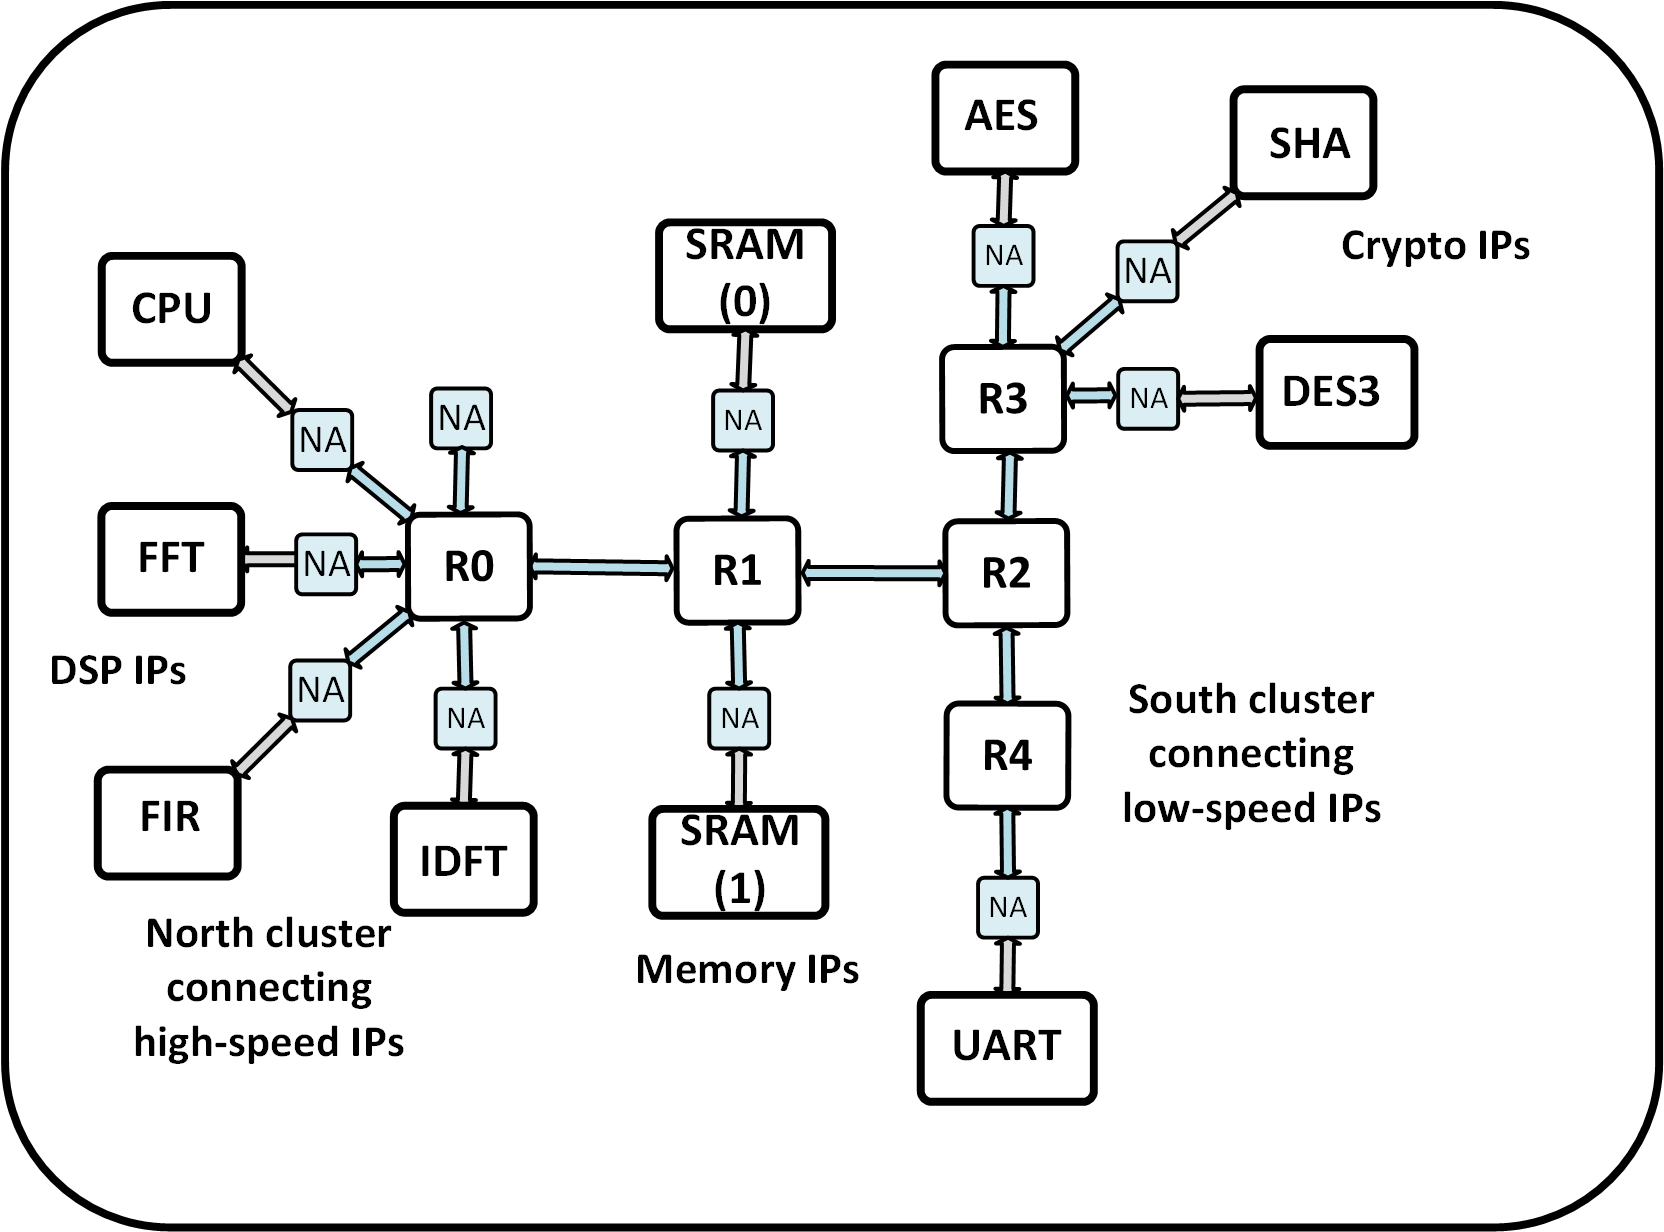 AES
SHA
NA
Crypto IPs
NA
SRAM
(0)
CPU
R3
NA
DES3
NA
NA
NA
FFT
NA
R0
R1
R2
DSP IPs
NA
NA
NA
South cluster
connecting
low-speed IPs
R4
FIR
IDFT
SRAM
(1)
NA
North cluster
connecting
high-speed IPs
Memory IPs
UART